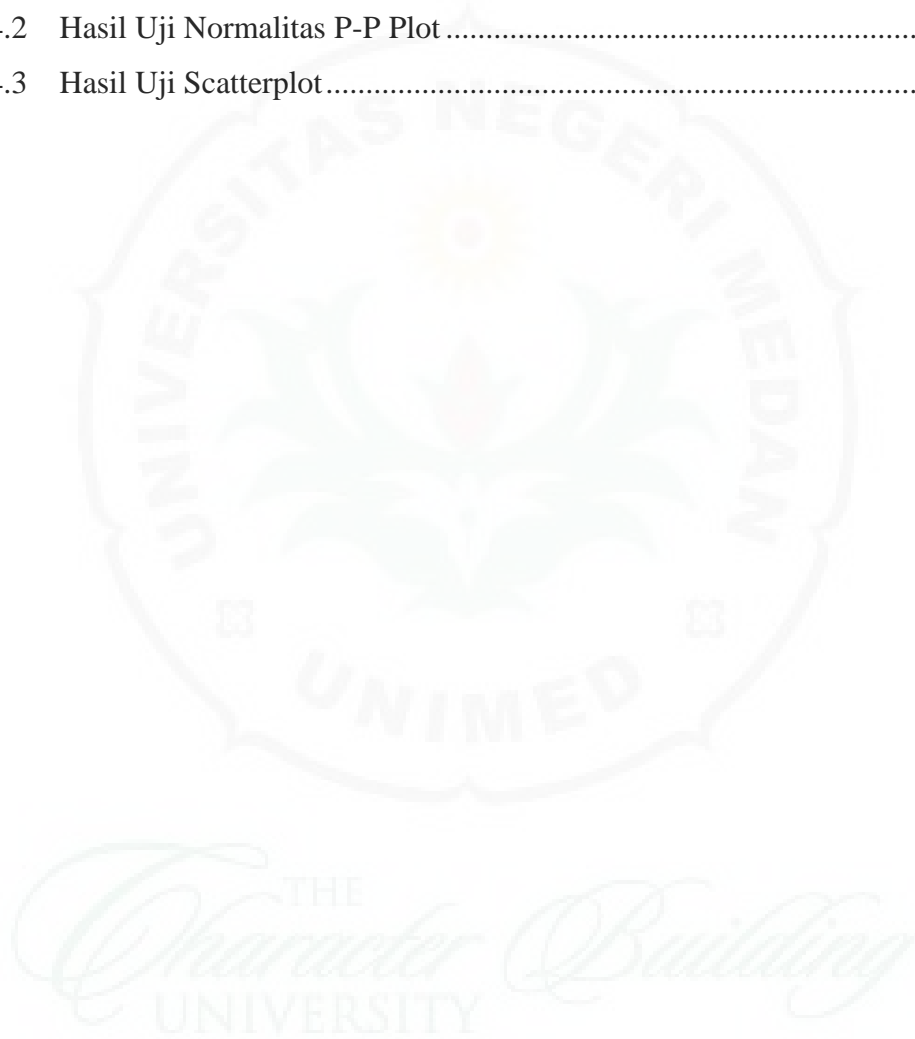 .2 Hasil Uji Normalitas P-P Plot ....................................................................
.3 Hasil Uji Scatterplot ....................................................................................
UNIVERSITAS NEGERI MEDAN
UNIMED
THE
Character Building
UNIVERSITY